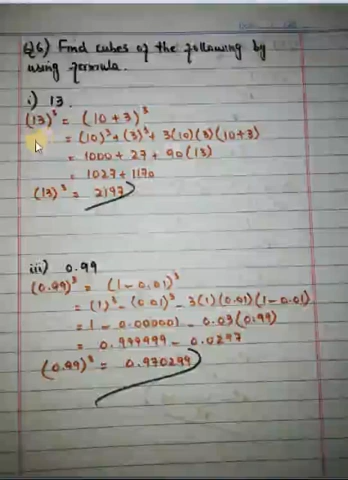 Q6) Find cubes of the following by
using formula.
i) 13.
(13)³ = (10+3)³
= (10)³+(3)³+ 3(10)(3)(10+3)
= 1000 + 27 + 90(13)
= 1027 + 1170
(13)³ = 2197
iii) 0.99
(0.99)³ = (1-0.01)³
= (1)³ - (0.01)³ - 3(1)(0.01)(1-0.01)
= 1 - 0.000001 - 0.03(0.99)
= 0.999999 - 0.0297
(0.99)³ = 0.970299